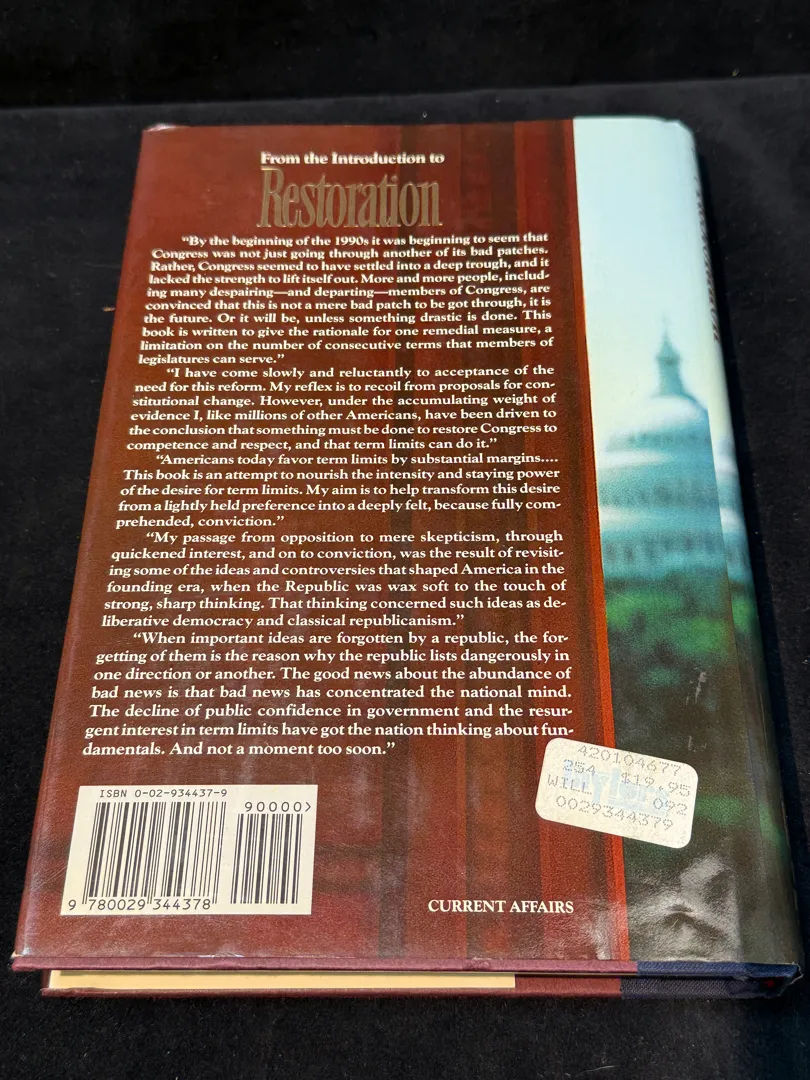 From the Introduction to
Restoration
“By the beginning of the 1990s it was beginning to seem that
Congress was not just going through another of its bad patches.
Rather, Congress seemed to have settled into a deep trough, and it
lacked the strength to lift itself out. More and more people, includ-
ing many despairing—and departing—members of Congress, are
convinced that this is not a mere bad patch to be got through, it is
the future. Or it will be, unless something drastic is done. This
book is written to give the rationale for one remedial measure, a
limitation on the number of consecutive terms that members of
legislatures can serve.”
“I have come slowly and reluctantly to acceptance of the
need for this reform. My reflex is to recoil from proposals for con-
stitutional change. However, under the accumulating weight of
evidence I, like millions of other Americans, have been driven to
the conclusion that something must be done to restore Congress to
competence and respect, and that term limits can do it.”
“Americans today favor term limits by substantial margins....
This book is an attempt to nourish the intensity and staying power
of the desire for term limits. My aim is to help transform this desire
from a lightly held preference into a deeply felt, because fully com-
prehended, conviction.”
“My passage from opposition to mere skepticism, through
quickened interest, and on to conviction, was the result of revisit-
ing some of the ideas and controversies that shaped America in the
founding era, when the Republic was wax soft to the touch of
strong, sharp thinking. That thinking concerned such ideas as de-
liberative democracy and classical republicanism.”
“When important ideas are forgotten by a republic, the for-
getting of them is the reason why the republic lists dangerously in
one direction or another. The good news about the abundance of
bad news is that bad news has concentrated the national mind.
The decline of public confidence in government and the resur-
gent interest in term limits have got the nation thinking about fun-
damentals. And not a moment too soon.”
420104677
254 $19.95
WILL 092
0029344379
ISBN 0-02-934437-9
90000>
9 780029 344378
CURRENT AFFAIRS